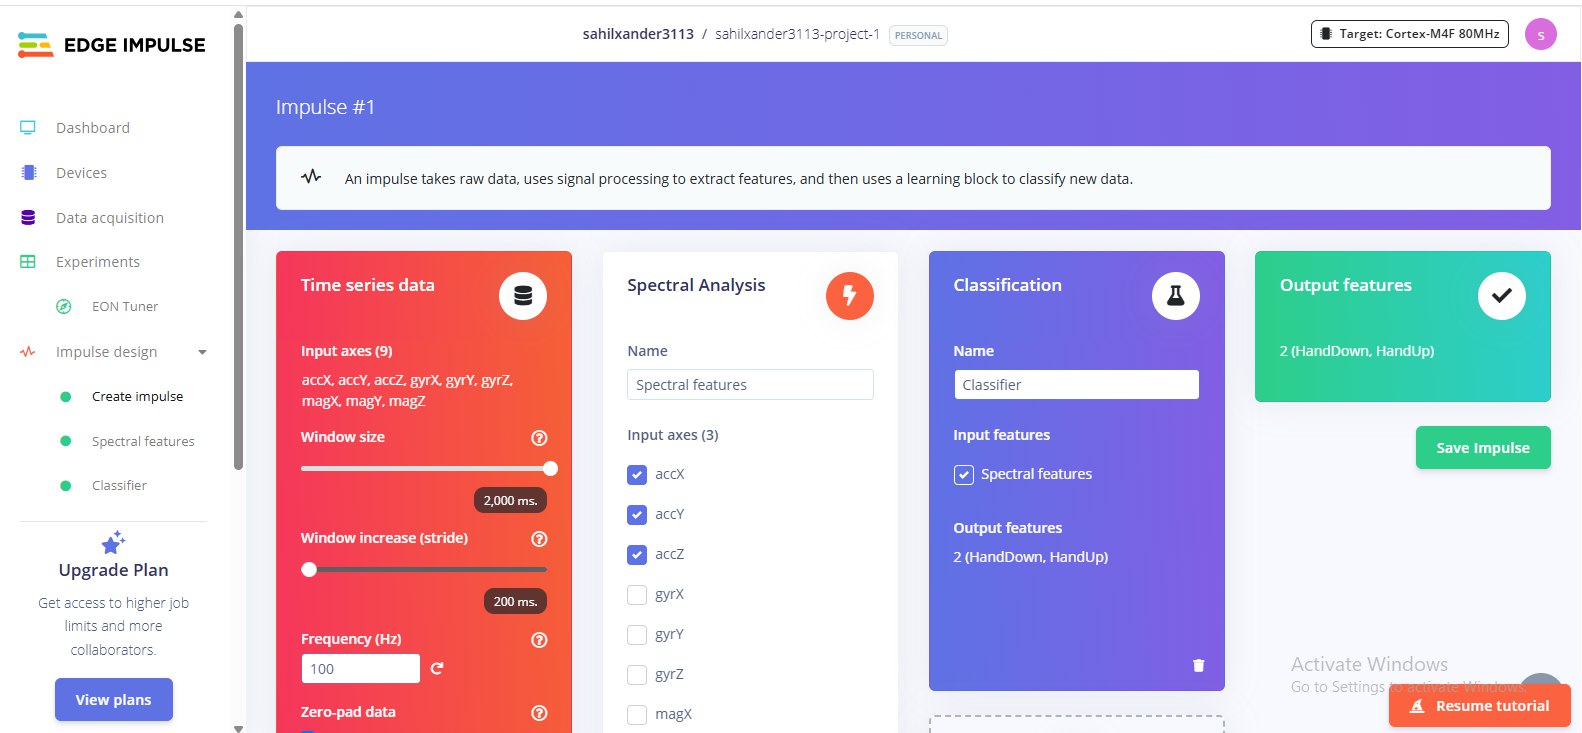 EDGE IMPULSE
sahilxander3113 / sahilxander3113-project-1 PERSONAL
Target: Cortex-M4F 80MHz
s
Dashboard
Devices
Data acquisition
Experiments
EON Tuner
Impulse design
Create impulse
Spectral features
Classifier
Upgrade Plan
Get access to higher job
limits and more
collaborators.
View plans
Impulse #1
An impulse takes raw data, uses signal processing to extract features, and then uses a learning block to classify new data.
Time series data
Input axes (9)
accX, accY, accZ, gyrX, gyrY, gyrZ,
magX, magY, magZ
Window size
2,000 ms.
Window increase (stride)
200 ms.
Frequency (Hz)
100
Zero-pad data
Spectral Analysis
Name
Spectral features
Input axes (3)
accX
accY
accZ
gyrX
gyrY
gyrZ
magX
Classification
Name
Classifier
Input features
Spectral features
Output features
2 (HandDown, HandUp)
Output features
2 (HandDown, HandUp)
Save Impulse
Activate Windows
Go to Settings to activate Windows.
Resume tutorial